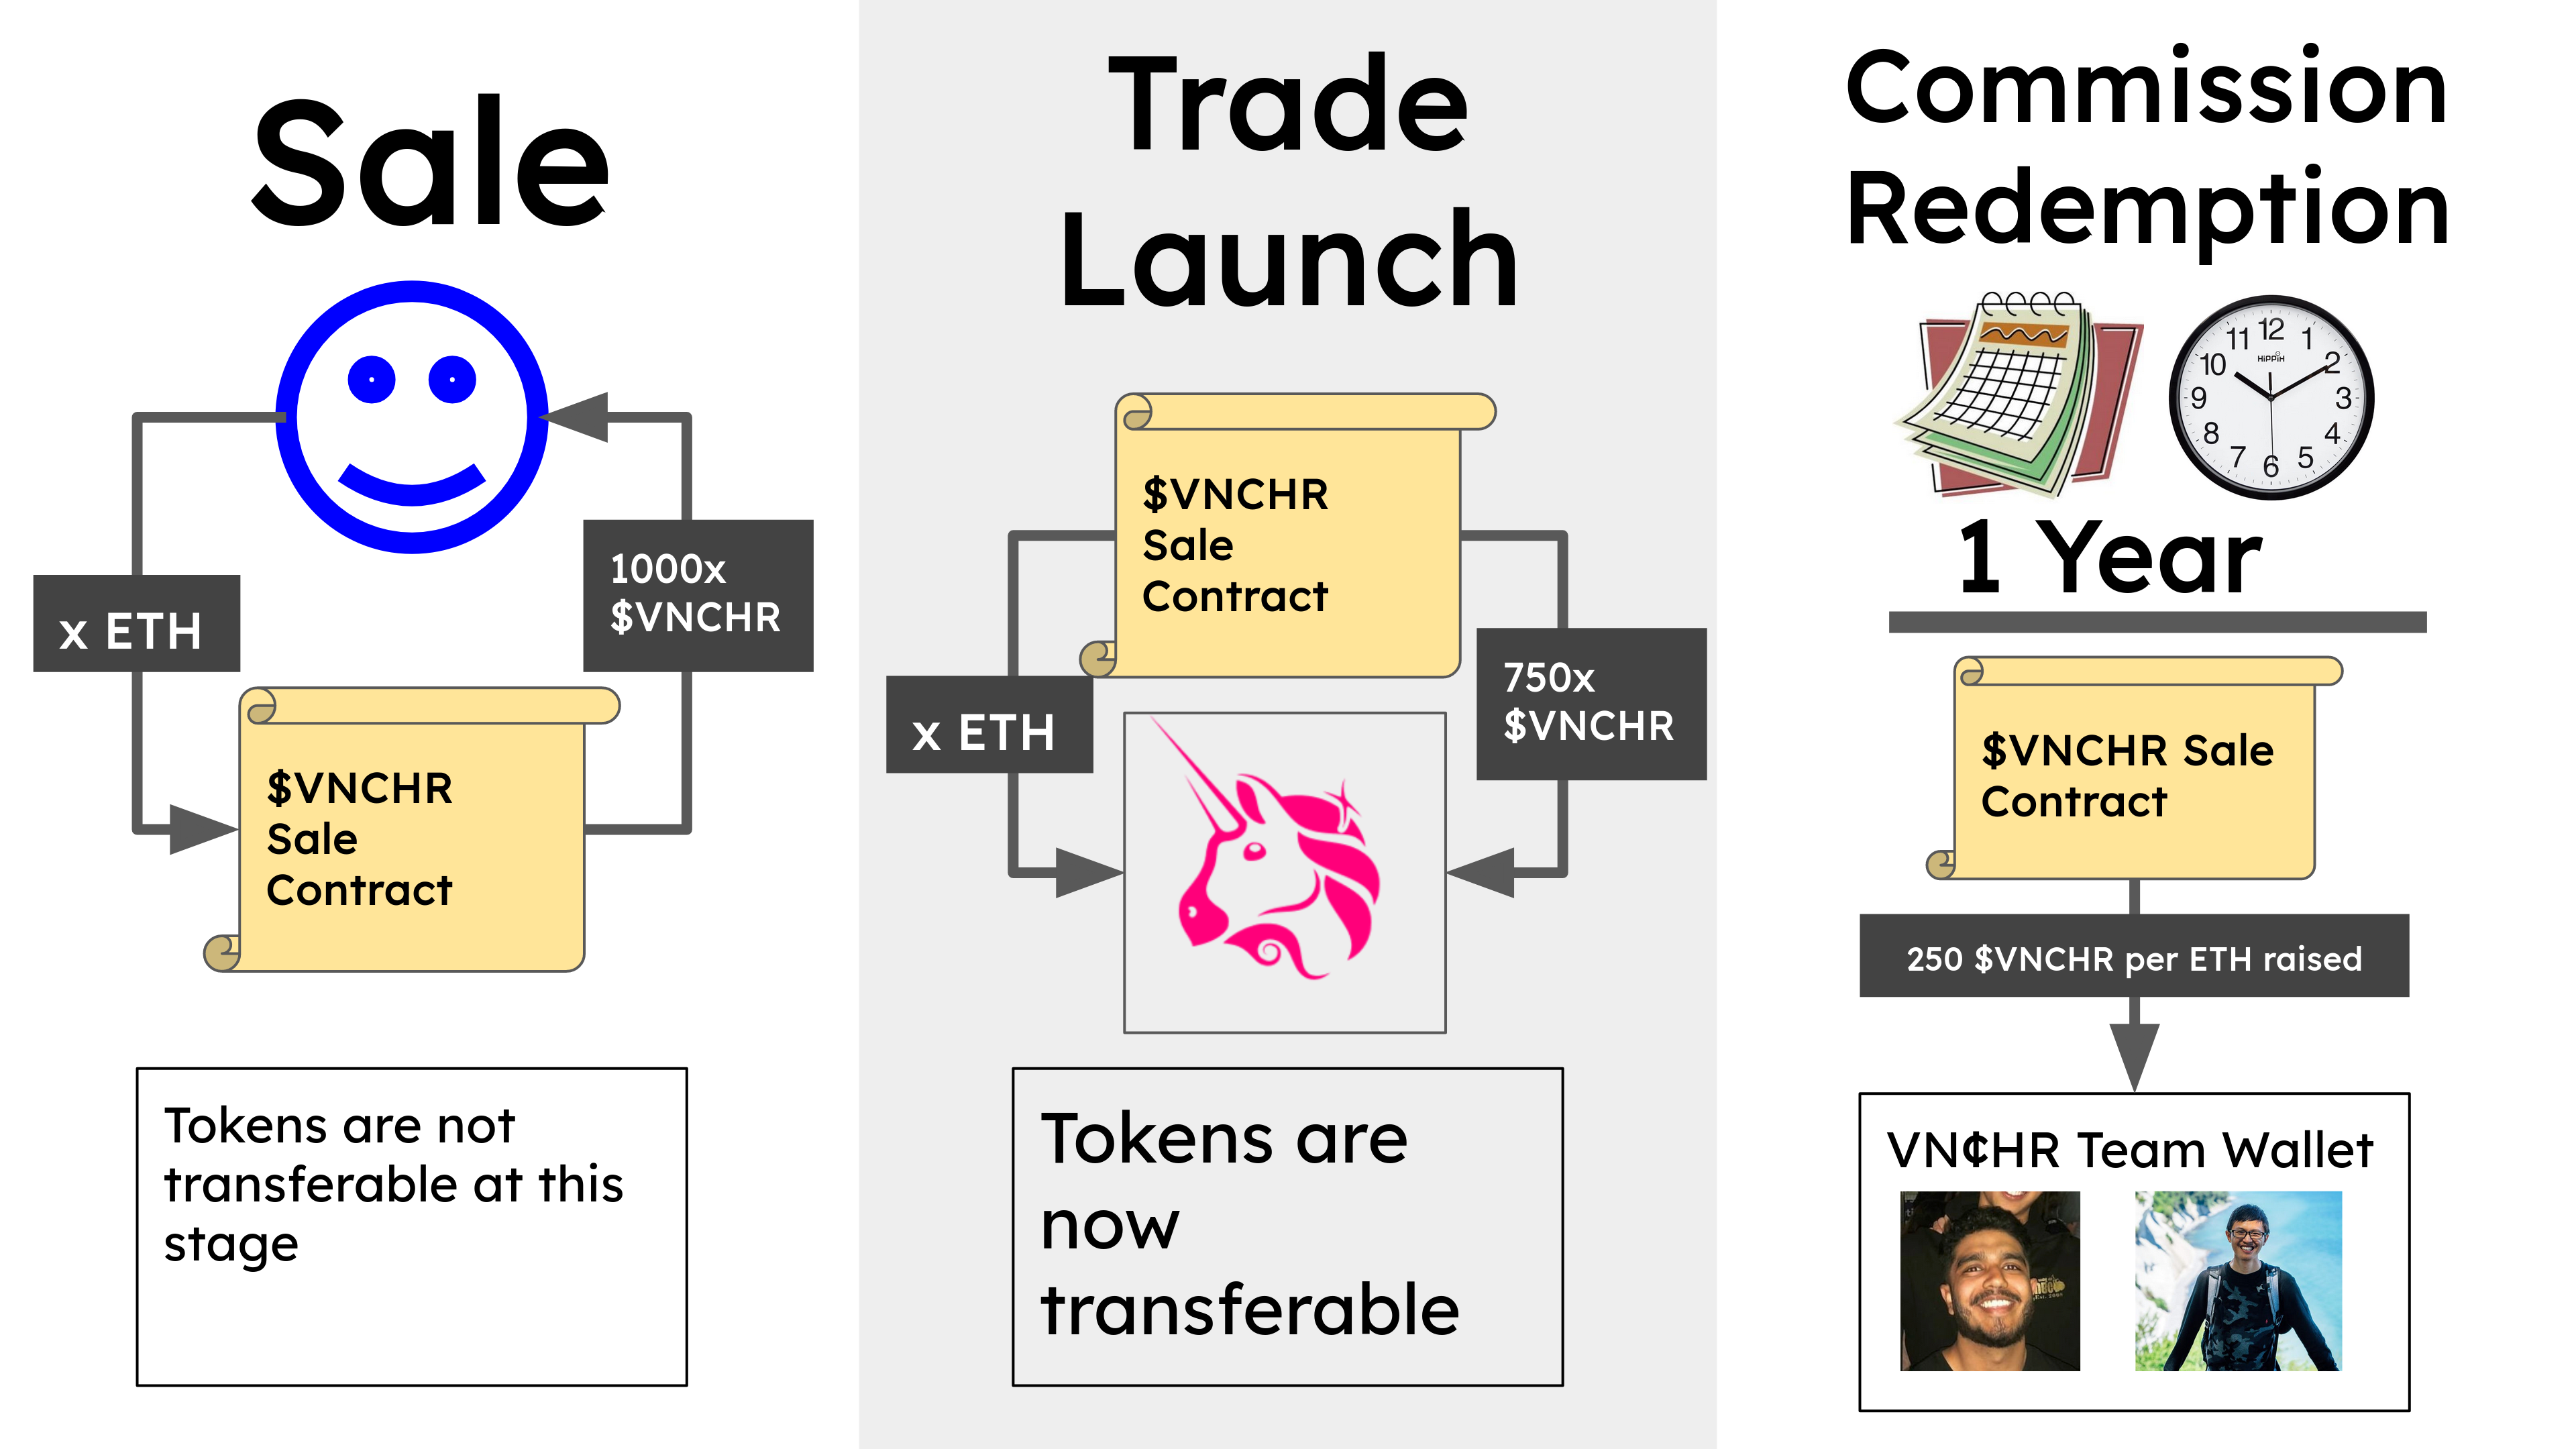 Sale
x ETH
1000x
$VNCHR
$VNCHR
Sale
Contract
Tokens are not
transferable at this
stage
Trade
Launch
$VNCHR
Sale
Contract
x ETH
750x
$VNCHR
Tokens are
now
transferable
Commission
Redemption
12
1
2
3
4
5
6
7
8
9
10
11
HiPPiH
1 Year
$VNCHR Sale
Contract
250 $VNCHR per ETH raised
VN₵HR Team Wallet